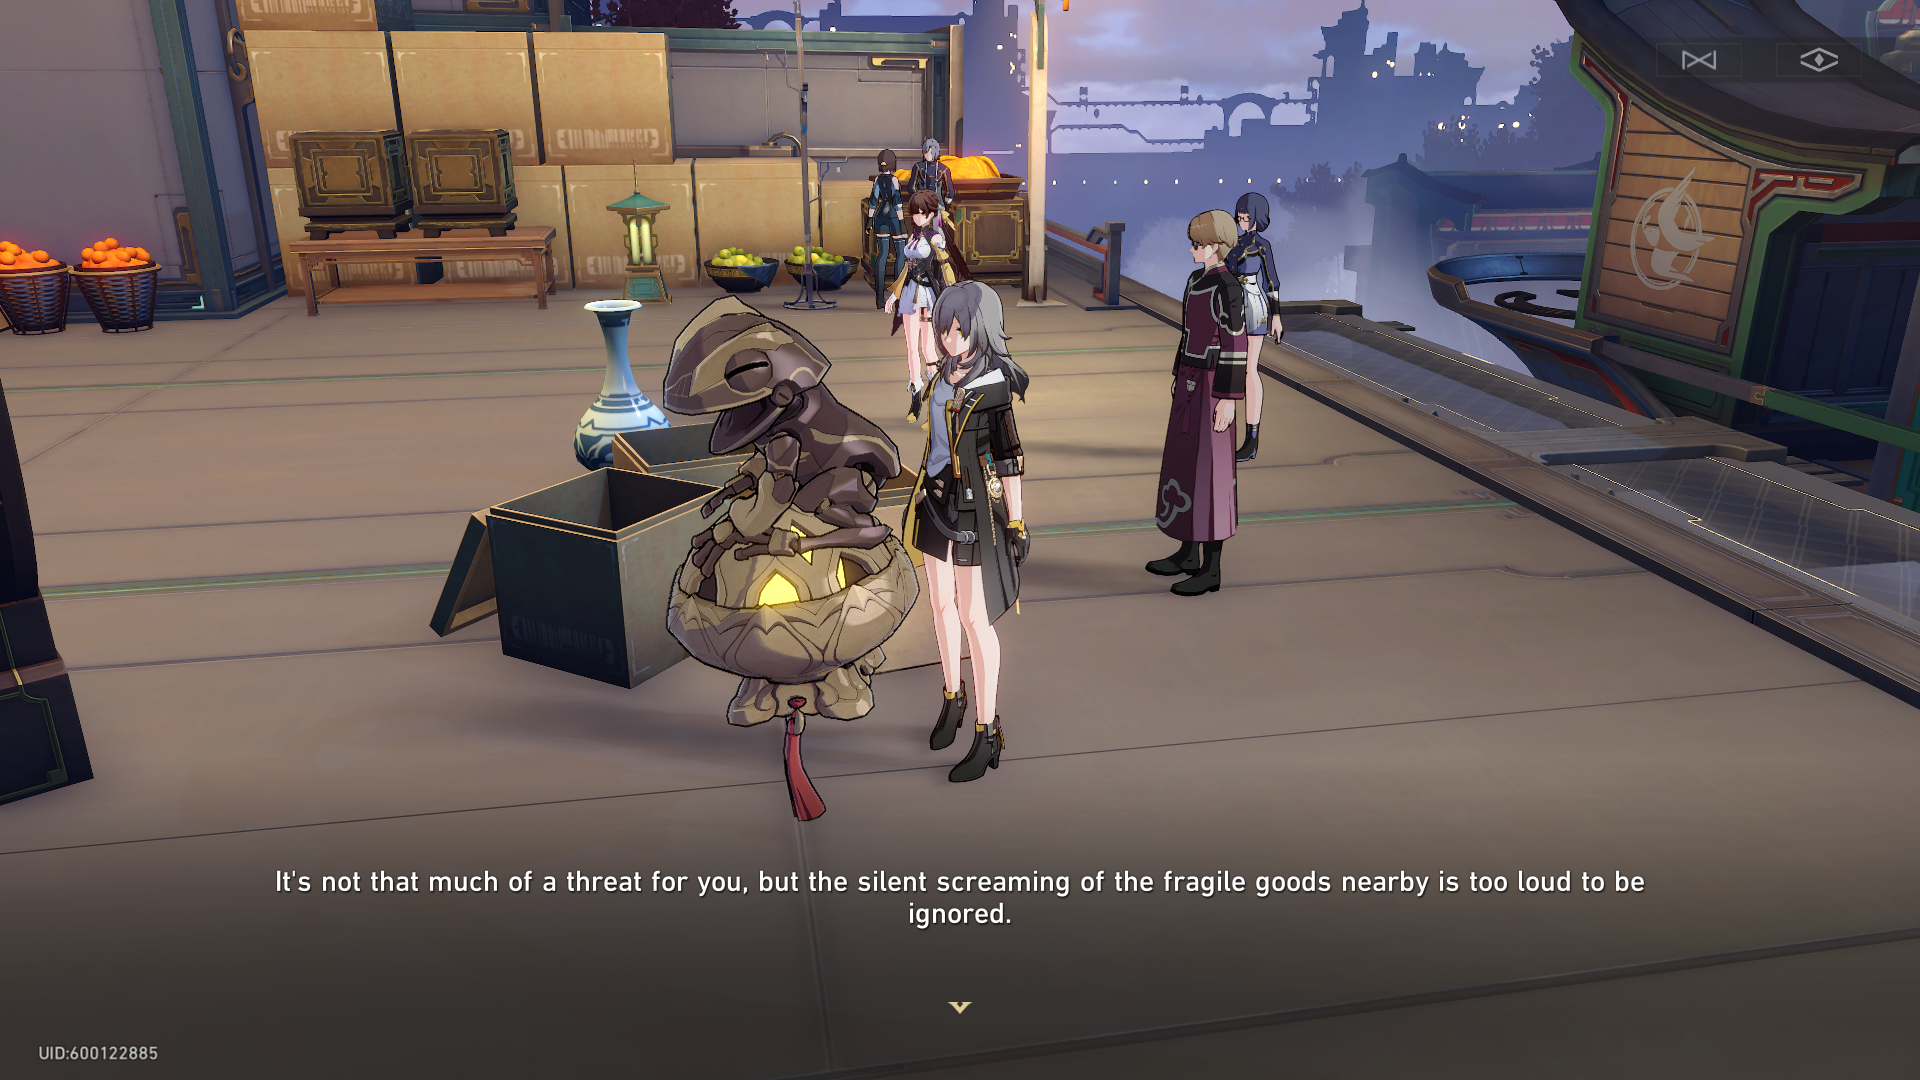 It's not that much of a threat for you, but the silent screaming of the fragile goods nearby is too loud to be
ignored.
UID:600122885